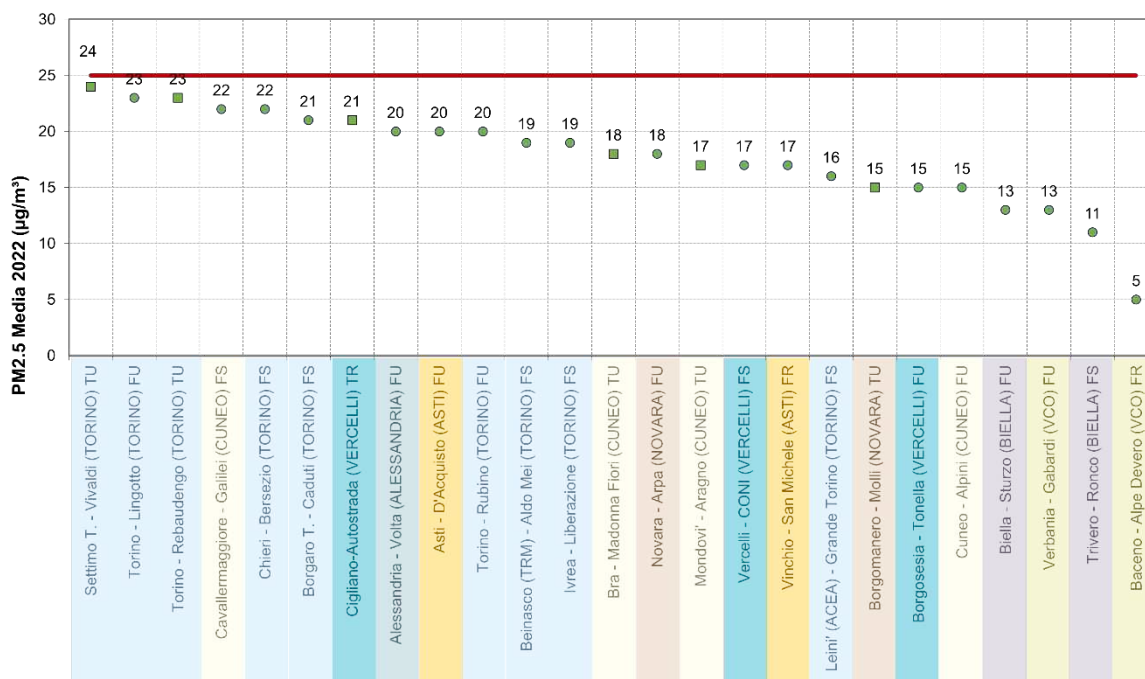 PM2.5 Media 2022 (µg/m³)
30
25
20
15
10
5
0
24
23
23
22
22
21
21
20
20
20
19
19
18
18
17
17
17
16
15
15
15
13
13
11
5
Settimo T. - Vivaldi (TORINO) TU
Torino - Lingotto (TORINO) FU
Torino - Rebaudengo (TORINO) TU
Cavallermaggiore - Galilei (CUNEO) FS
Chieri - Bersezio (TORINO) FS
Borgaro T. - Caduti (TORINO) FS
Cigliano-Autostrada (VERCELLI) TR
Alessandria - Volta (ALESSANDRIA) FU
Asti - D'Acquisto (ASTI) FU
Torino - Rubino (TORINO) FU
Beinasco (TRM) - Aldo Mei (TORINO) FS
Ivrea - Liberazione (TORINO) FS
Bra - Madonna Fiori (CUNEO) TU
Novara - Arpa (NOVARA) FU
Mondovi' - Aragno (CUNEO) TU
Vercelli - CONI (VERCELLI) FS
Vinchio - San Michele (ASTI) FR
Leini' (ACEA) - Grande Torino (TORINO) FS
Borgomanero - Molli (NOVARA) TU
Borgosesia - Tonella (VERCELLI) FU
Cuneo - Alpini (CUNEO) FU
Biella - Sturzo (BIELLA) FU
Verbania - Gabardi (VCO) FU
Trivero - Ronco (BIELLA) FS
Baceno - Alpe Devero (VCO) FR